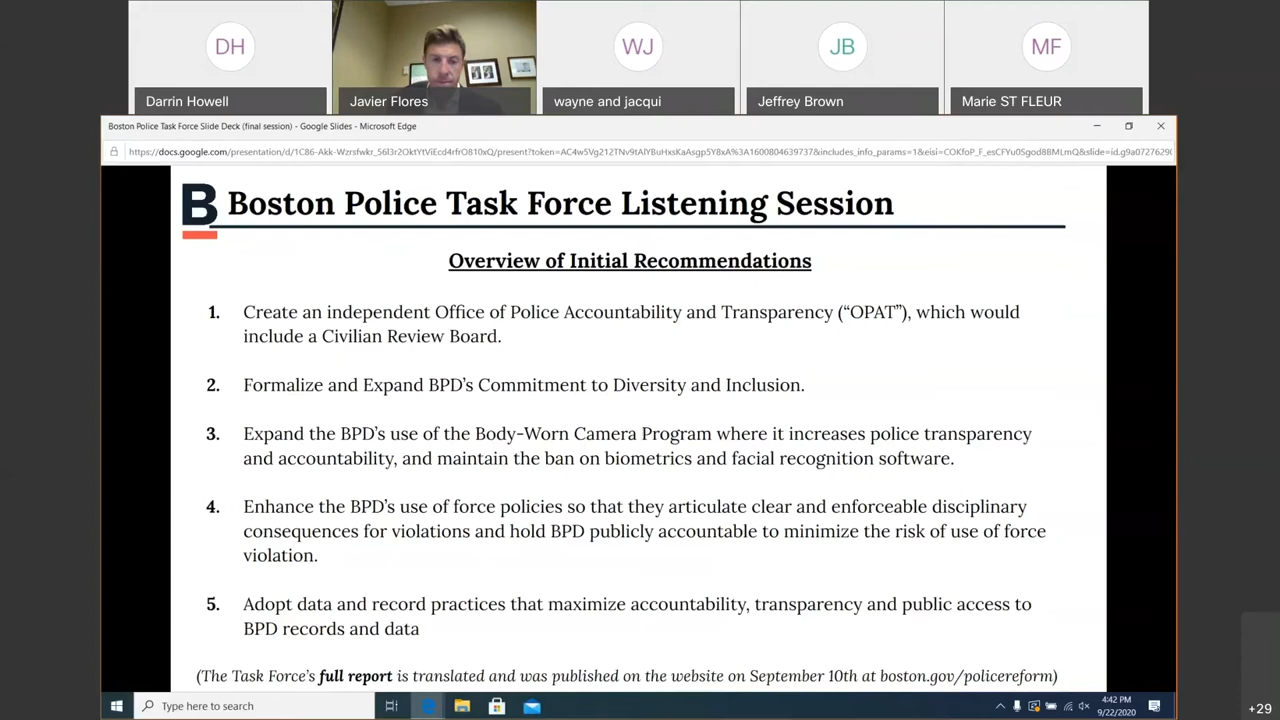 DH
WJ
JB
MF
Darrin Howell
Javier Flores
wayne and jacqui
Jeffrey Brown
Marie ST FLEUR
Boston Police Task Force Slide Deck (final session) - Google Slides - Microsoft Edge
B Boston Police Task Force Listening Session
Overview of Initial Recommendations
1. Create an independent Office of Police Accountability and Transparency (“OPAT”), which would
include a Civilian Review Board.
2. Formalize and Expand BPD’s Commitment to Diversity and Inclusion.
3. Expand the BPD’s use of the Body-Worn Camera Program where it increases police transparency
and accountability, and maintain the ban on biometrics and facial recognition software.
4. Enhance the BPD’s use of force policies so that they articulate clear and enforceable disciplinary
consequences for violations and hold BPD publicly accountable to minimize the risk of use of force
violation.
5. Adopt data and record practices that maximize accountability, transparency and public access to
BPD records and data
(The Task Force’s full report is translated and was published on the website on September 10th at boston.gov/policereform)
Type here to search
4:42 PM
9/22/2020
+29